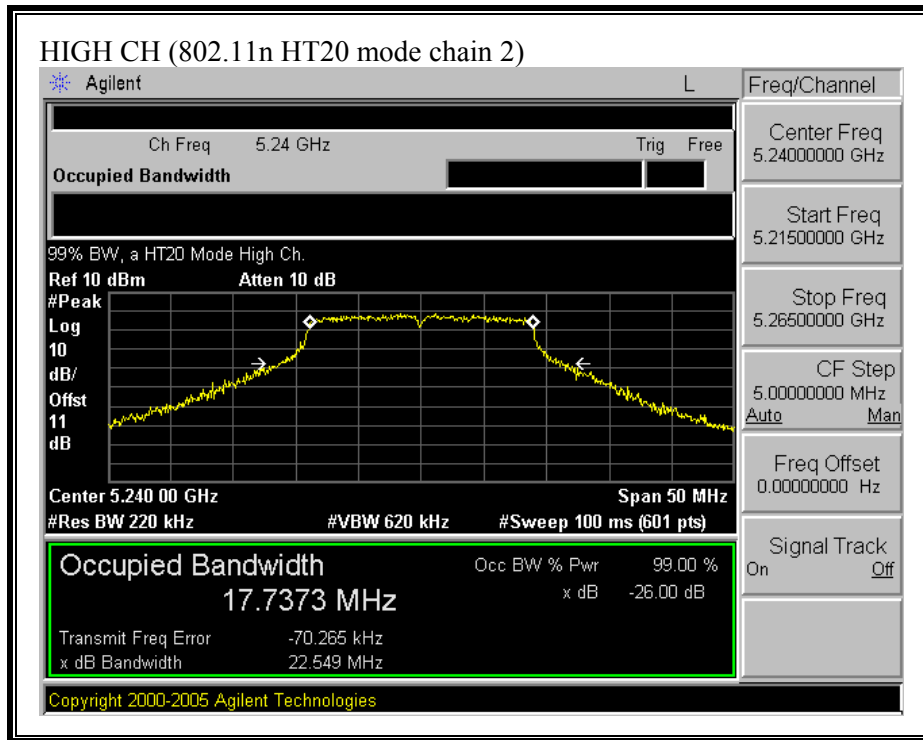 HIGH CH (802.11n HT20 mode chain 2)
Agilent L
Ch Freq 5.24 GHz Trig Free
Occupied Bandwidth
99% BW, a HT20 Mode High Ch.
Ref 10 dBm Atten 10 dB
#Peak
Log
10
dB/
Offst
11
dB
Center 5.240 00 GHz Span 50 MHz
#Res BW 220 kHz #VBW 620 kHz #Sweep 100 ms (601 pts)
Occupied Bandwidth Occ BW % Pwr 99.00 %
17.7373 MHz x dB -26.00 dB
Transmit Freq Error -70.265 kHz
x dB Bandwidth 22.549 MHz
Copyright 2000-2005 Agilent Technologies
Freq/Channel
Center Freq
5.24000000 GHz
Start Freq
5.21500000 GHz
Stop Freq
5.26500000 GHz
CF Step
5.00000000 MHz
Auto Man
Freq Offset
0.00000000 Hz
Signal Track
On Off